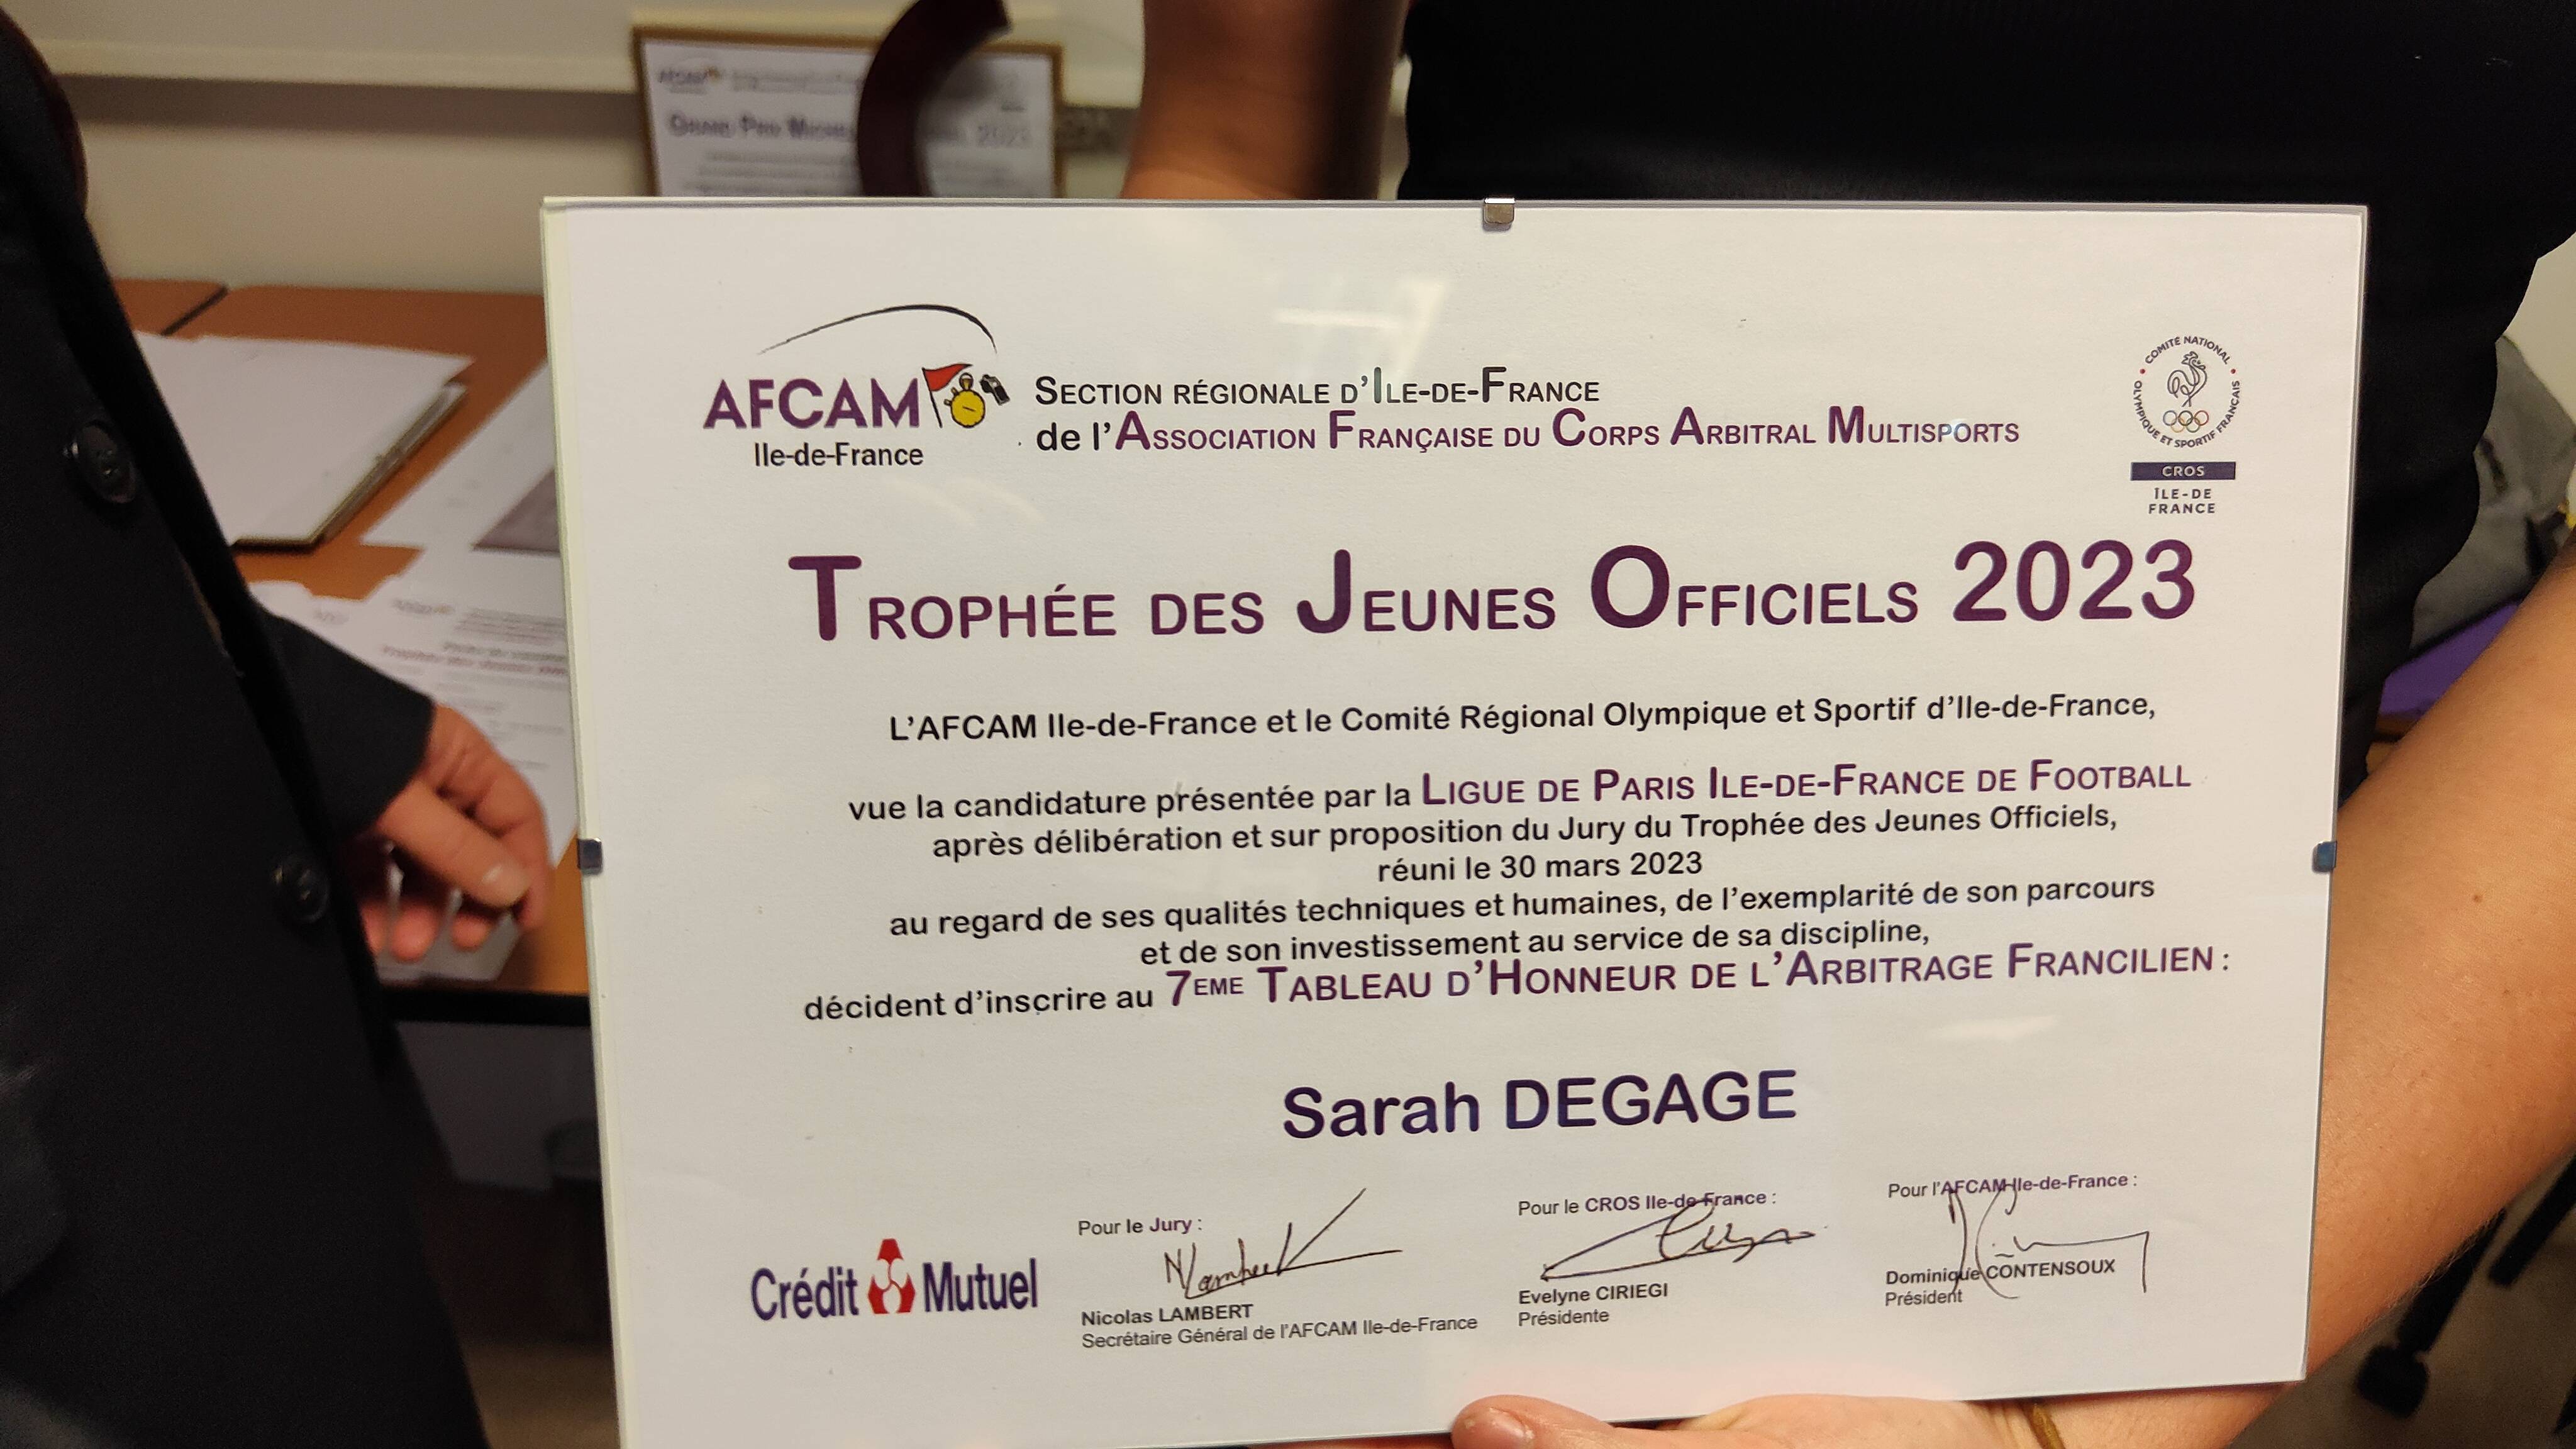 GRAND PRIX 2023
AFCAM
Ile-de-France
SECTION RÉGIONALE D'ILE-DE-FRANCE
de l'ASSOCIATION FRANÇAISE DU CORPS ARBITRAL MULTISPORTS
COMITÉ NATIONAL OLYMPIQUE ET SPORTIF FRANÇAIS
CROS
ÎLE-DE
FRANCE
TROPHÉE DES JEUNES OFFICIELS 2023
L'AFCAM Ile-de-France et le Comité Régional Olympique et Sportif d'Ile-de-France,
vue la candidature présentée par la LIGUE DE PARIS ILE-DE-FRANCE DE FOOTBALL
après délibération et sur proposition du Jury du Trophée des Jeunes Officiels,
réuni le 30 mars 2023
au regard de ses qualités techniques et humaines, de l'exemplarité de son parcours
et de son investissement au service de sa discipline,
décident d'inscrire au 7EME TABLEAU D'HONNEUR DE L'ARBITRAGE FRANCILIEN :
Sarah DEGAGE
Crédit Mutuel
Pour le Jury :
NLambert
Nicolas LAMBERT
Secrétaire Général de l'AFCAM Ile-de-France
Pour le CROS Ile-de-France :
Evelyne CIRIEGI
Présidente
Pour l'AFCAM Ile-de-France :
Dominique CONTENSOUX
Président